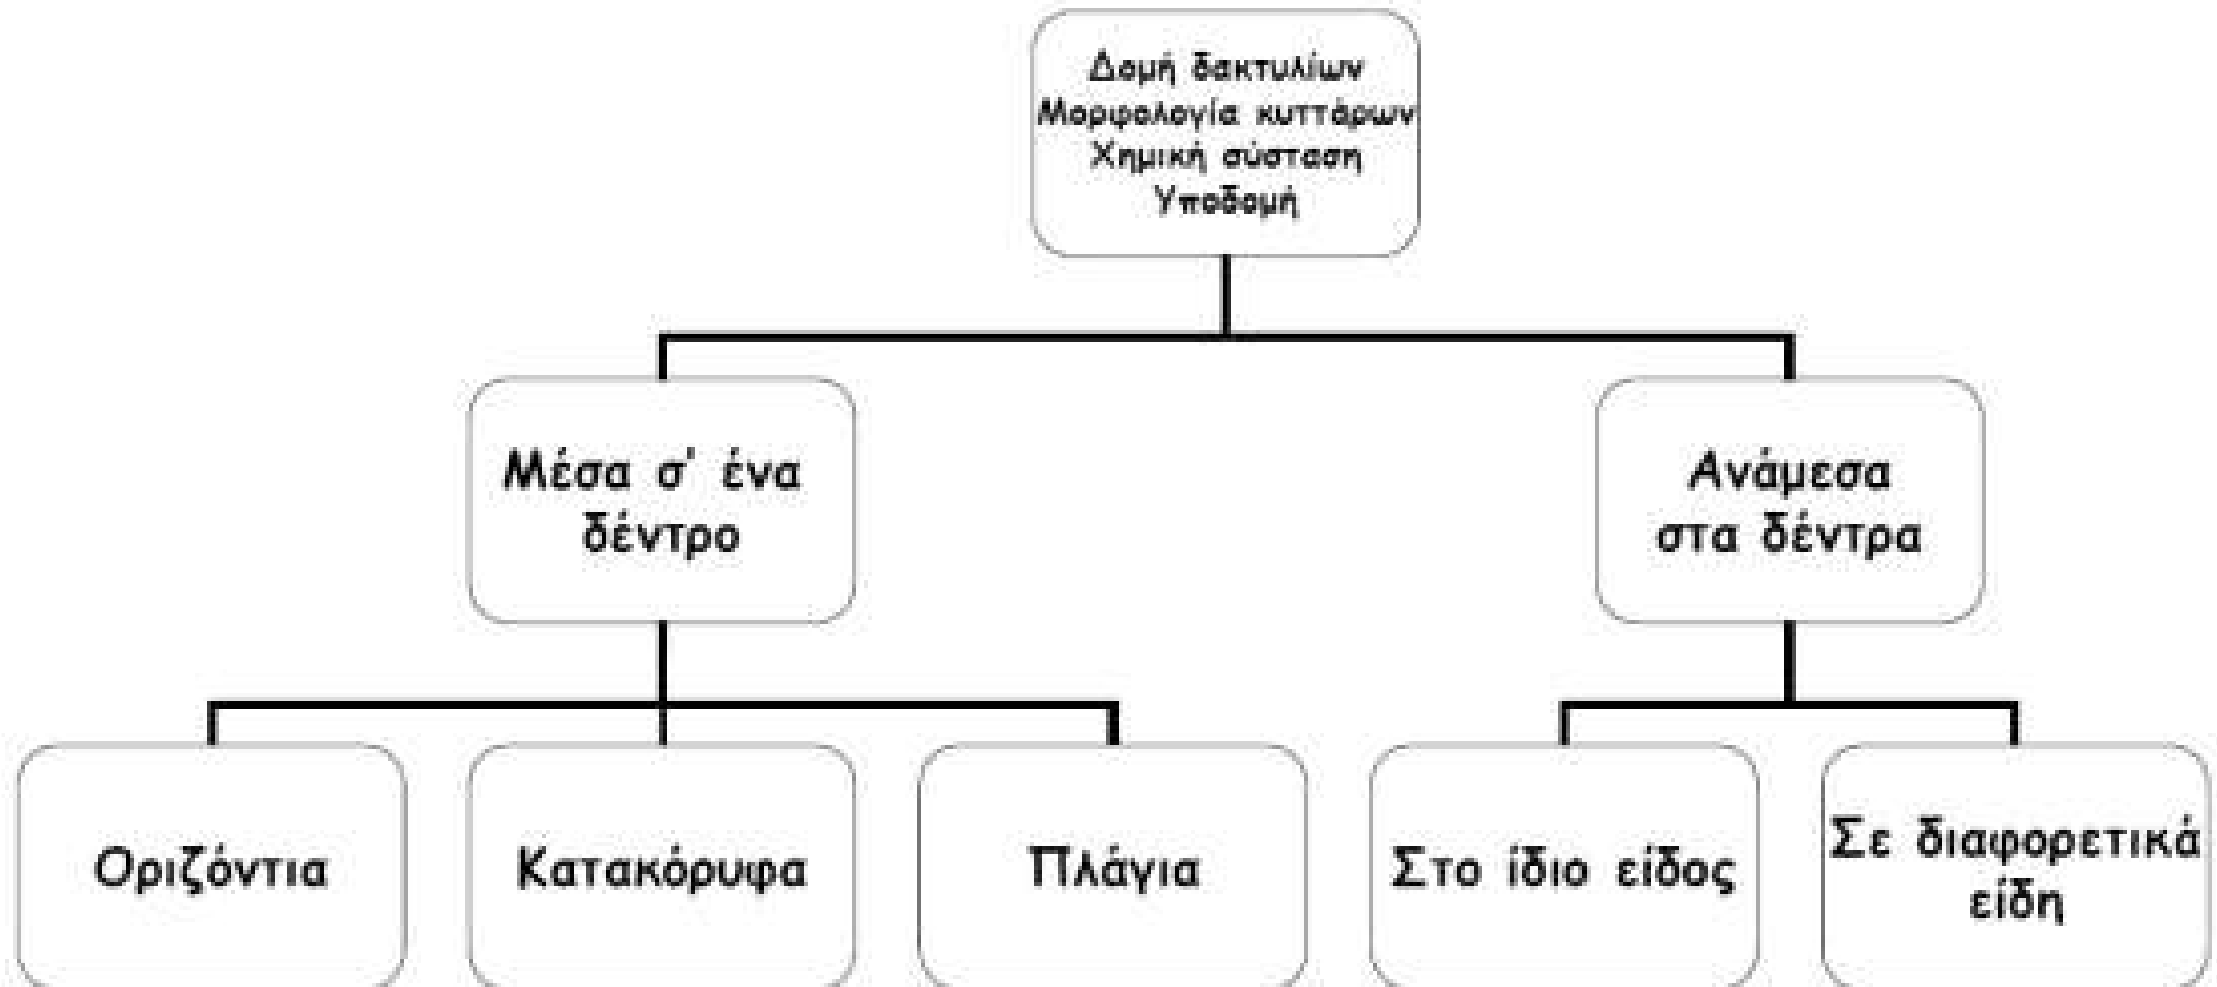 Δομή δακτυλίων
Μορφολογία κυττάρων
Χημική σύσταση
Υποδομή
Μέσα σ' ένα
δέντρο
Ανάμεσα
στα δέντρα
Οριζόντια
Κατακόρυφα
Πλάγια
Στο ίδιο είδος
Σε διαφορετικά
είδη